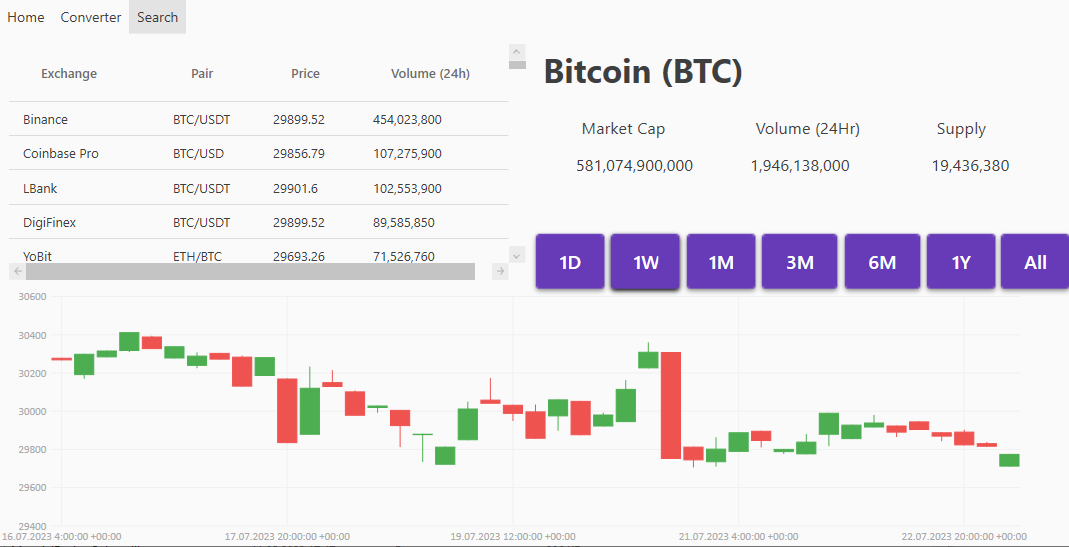 Home Converter Search
Exchange Pair Price Volume (24h)
Binance BTC/USDT 29899.52 454,023,800
Coinbase Pro BTC/USD 29856.79 107,275,900
LBank BTC/USDT 29901.6 102,553,900
DigiFinex BTC/USDT 29899.52 89,585,850
YoBit ETH/BTC 29693.26 71,526,760
Bitcoin (BTC)
Market Cap Volume (24Hr) Supply
581,074,900,000 1,946,138,000 19,436,380
1D 1W 1M 3M 6M 1Y All
30600
30400
30200
30000
29800
29600
29400
16.07.2023 4:00:00 +00:00 17.07.2023 20:00:00 +00:00 19.07.2023 12:00:00 +00:00 21.07.2023 4:00:00 +00:00 22.07.2023 20:00:00 +00:00